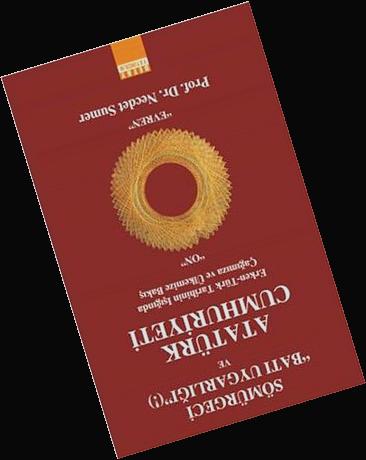 SÖMÜRGECİ
“BATI UYGARLIĞI”(!)
VE
ATATÜRK
CUMHURİYETİ
Erken-Türk Tarihinin Işığında
Çağımıza ve Ülkemize Bakış
“ON”
“EVREN”
Prof. Dr. Necdet Sumer